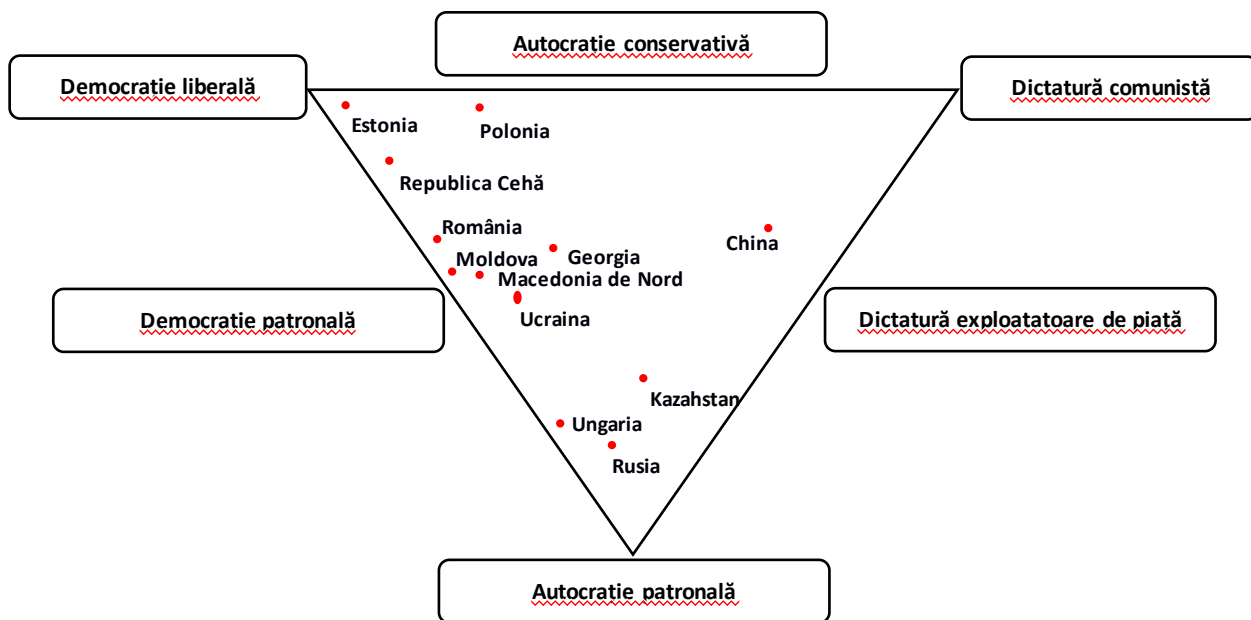 Autocrație conservativă
Democrație liberală
Dictatură comunistă
Estonia
Polonia
Republica Cehă
România
Moldova
Georgia
China
Macedonia de Nord
Ucraina
Democrație patronală
Dictatură exploatatoare de piață
Kazahstan
Ungaria
Rusia
Autocrație patronală